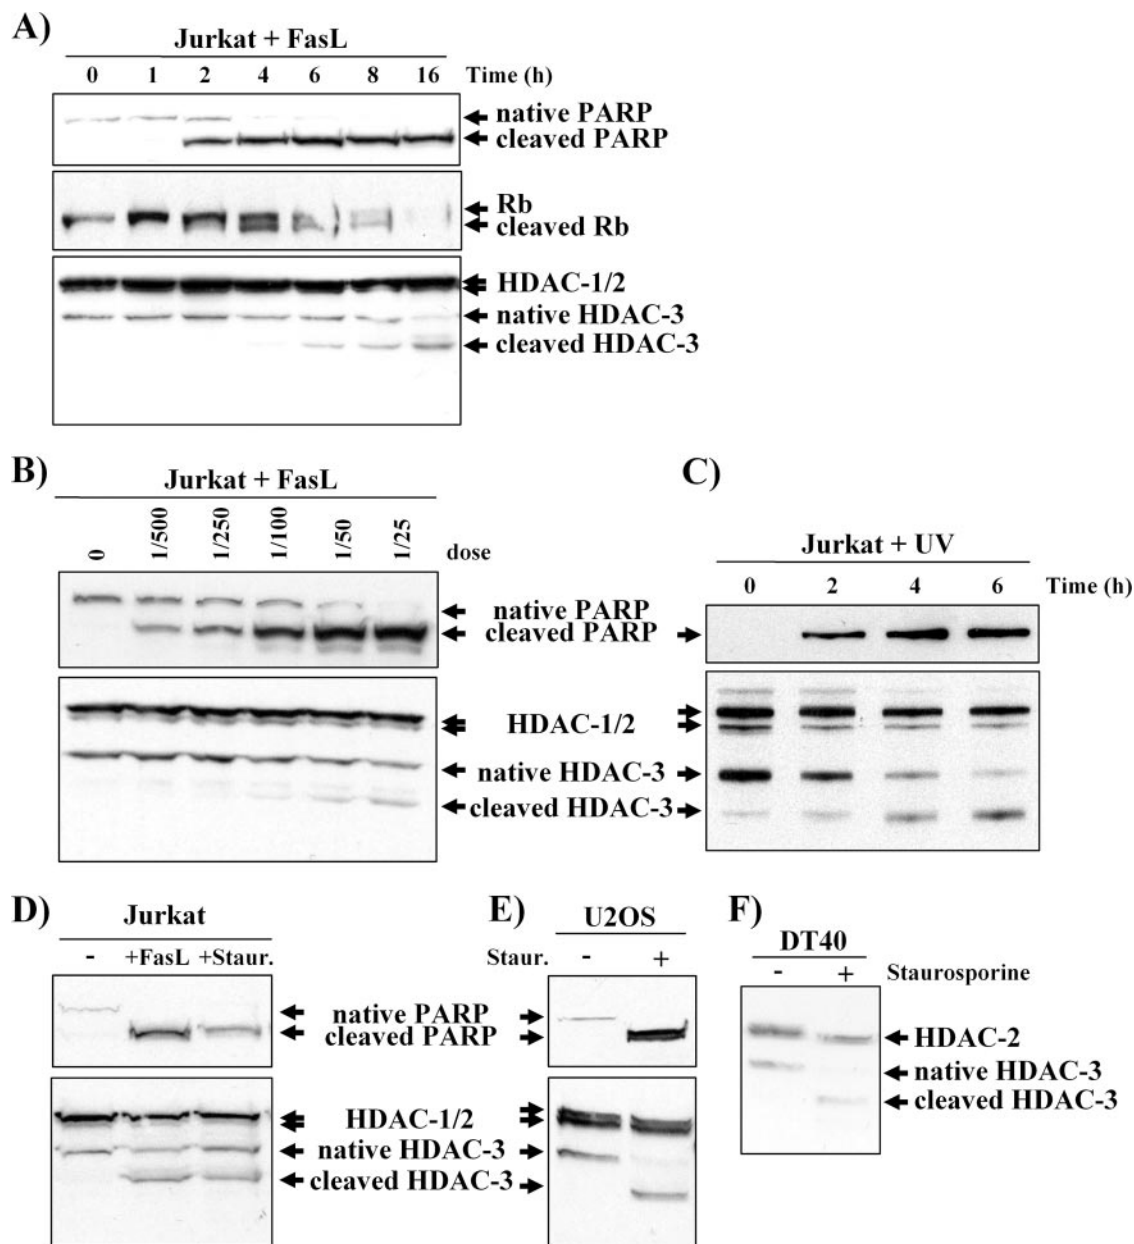 A)
Jurkat + FasL
0 1 2 4 6 8 16 Time (h)
native PARP
cleaved PARP
Rb
cleaved Rb
HDAC-1/2
native HDAC-3
cleaved HDAC-3
B)
Jurkat + FasL
0 1/500 1/250 1/100 1/50 1/25 dose
C)
Jurkat + UV
0 2 4 6 Time (h)
native PARP
cleaved PARP
HDAC-1/2
native HDAC-3
cleaved HDAC-3
D)
Jurkat
- +FasL +Staur.
E)
U2OS
Staur. - +
native PARP
cleaved PARP
HDAC-1/2
native HDAC-3
cleaved HDAC-3
F)
DT40
- + Staurosporine
HDAC-2
native HDAC-3
cleaved HDAC-3